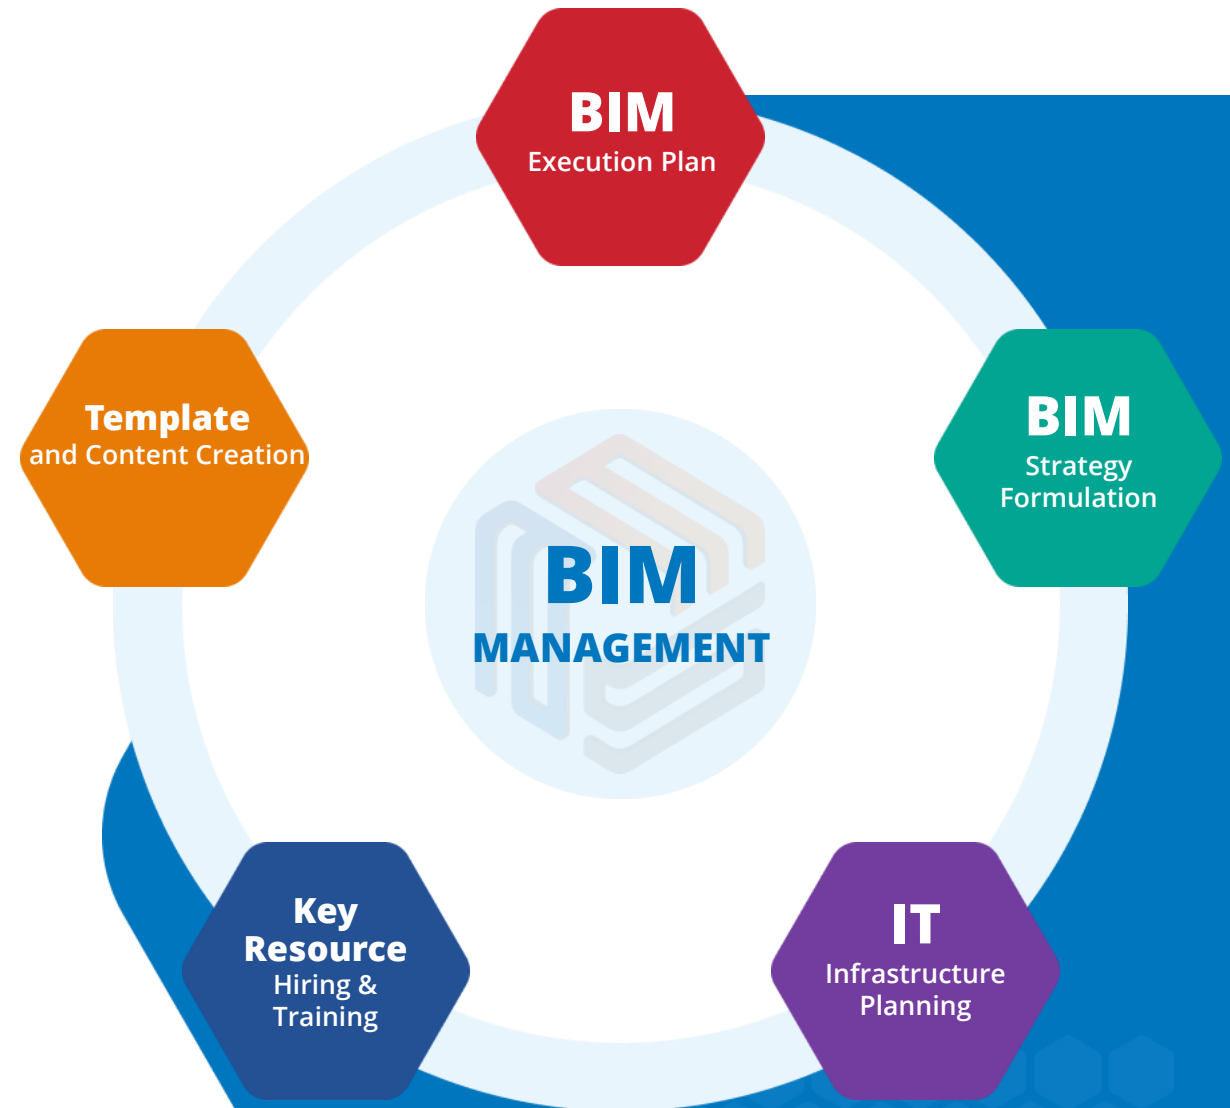 BIM
Execution Plan
BIM
Strategy
Formulation
IT
Infrastructure
Planning
Key
Resource
Hiring &
Training
Template
and Content Creation
BIM
MANAGEMENT